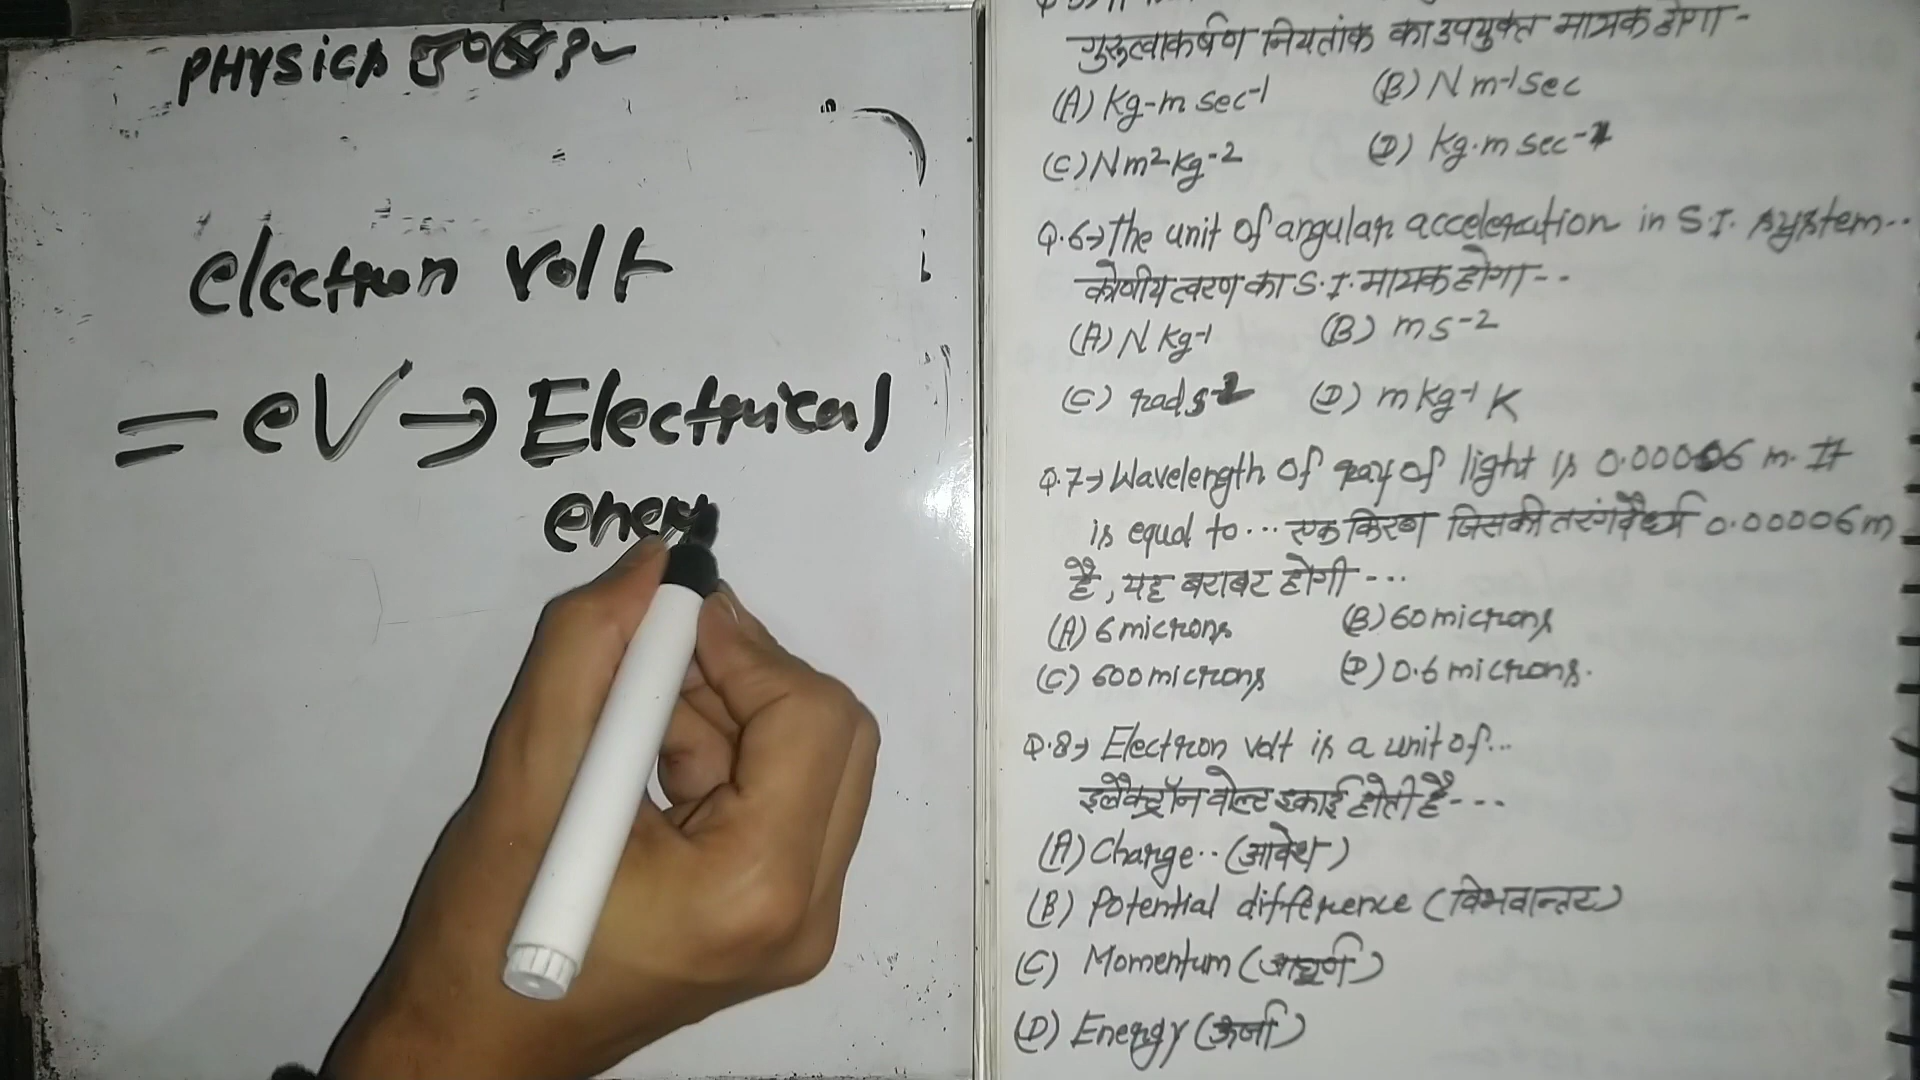 PHYSICS
electron volt
= eV → Electrical
ener
गुरुत्वाकर्षण नियतांक का उपयुक्त मात्रक होगा -
(A) Kg-m sec-1 (B) N m-1 sec
(C) N m2 kg-2 (D) kg.m sec-1
Q.6→ The unit of angular acceleration in S.I. system..
कोणीय त्वरण का S.I. मात्रक होगा--
(A) N kg-1 (B) m s-2
(C) rad s-2 (D) m kg-1 K
Q.7→ Wavelength of ray of light is 0.00006 m. It
is equal to... एक किरण जिसकी तरंगदैर्ध्य 0.00006m
है, यह बराबर होगी ---
(A) 6 microns (B) 60 microns
(C) 600 microns (D) 0.6 microns.
Q.8→ Electron volt is a unit of...
इलैक्ट्रॉन वोल्ट इकाई होती है---
(A) Charge.. (आवेश)
(B) Potential difference (विभवान्तर)
(C) Momentum (आघूर्ण)
(D) Energy (ऊर्जा)